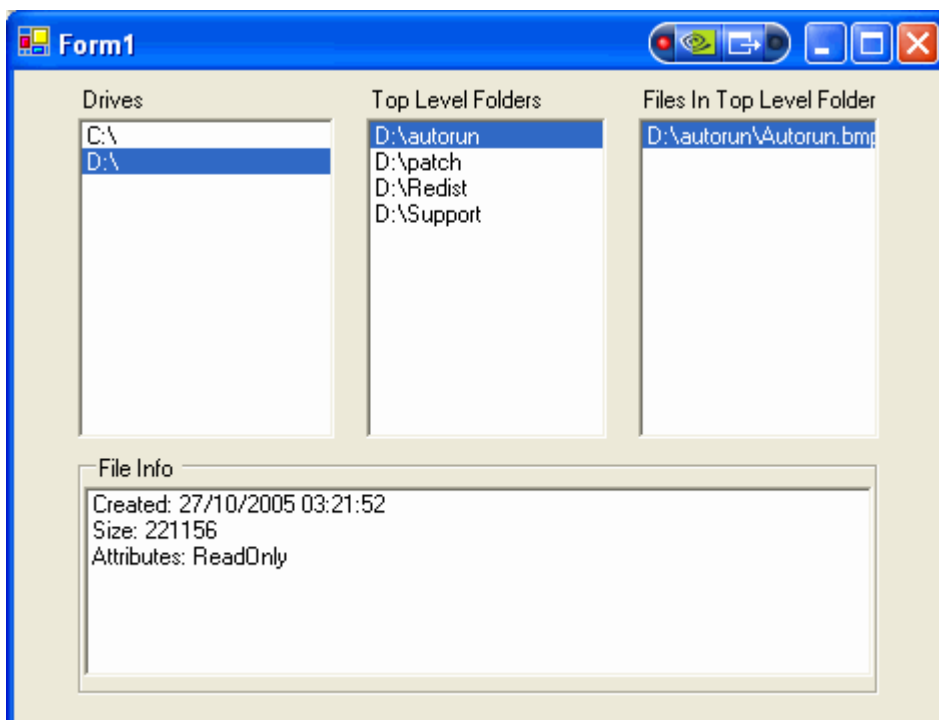 Form1
Drives
Top Level Folders
Files In Top Level Folder
C:\
D:\
D:\autorun
D:\patch
D:\Redist
D:\Support
D:\autorun\Autorun.bmp
File Info
Created: 27/10/2005 03:21:52
Size: 221156
Attributes: ReadOnly